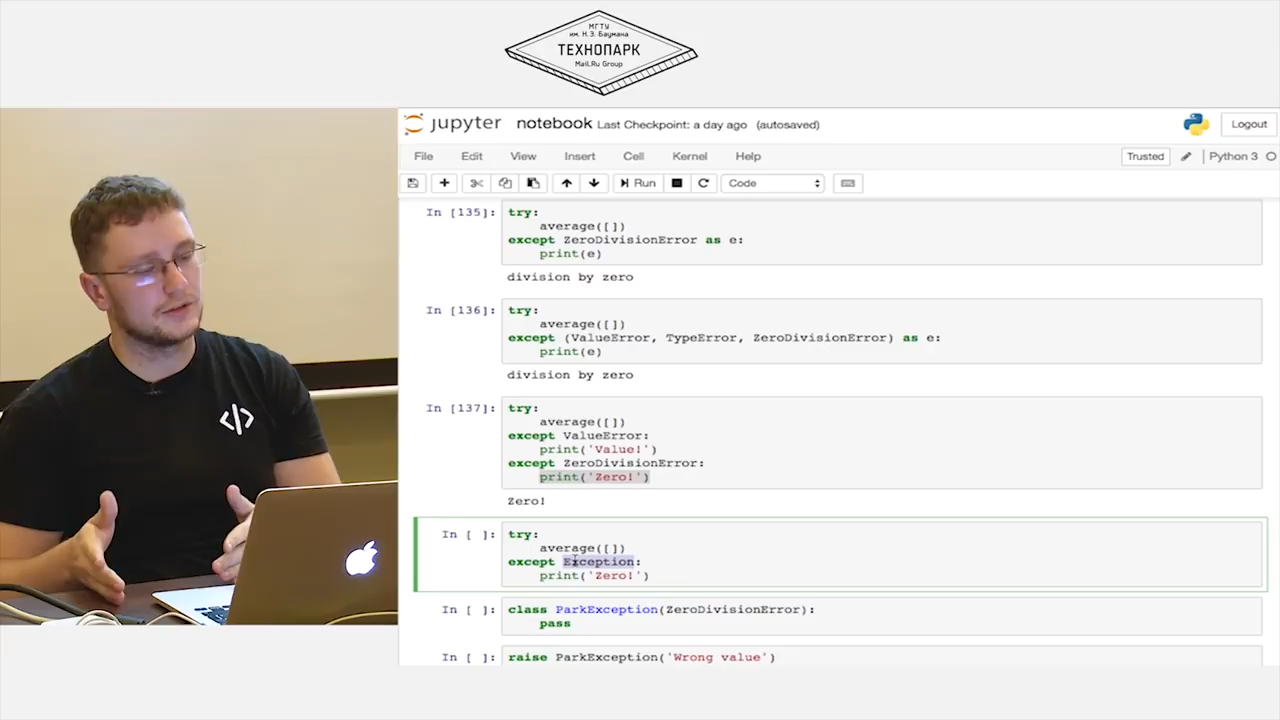 МГТУ
им. Н.Э. Баумана
ТЕХНОПАРК
Mail.Ru Group
jupyter notebook Last Checkpoint: a day ago (autosaved)
Logout
File Edit View Insert Cell Kernel Help
Trusted Python 3
Run Code
</>
In [135]: try:
average([])
except ZeroDivisionError as e:
print(e)
division by zero
In [136]: try:
average([])
except (ValueError, TypeError, ZeroDivisionError) as e:
print(e)
division by zero
In [137]: try:
average([])
except ValueError:
print('Value!')
except ZeroDivisionError:
print('Zero!')
Zero!
In [ ]: try:
average([])
except Exception:
print('Zero!')
In [ ]: class ParkException(ZeroDivisionError):
pass
In [ ]: raise ParkException('Wrong value')